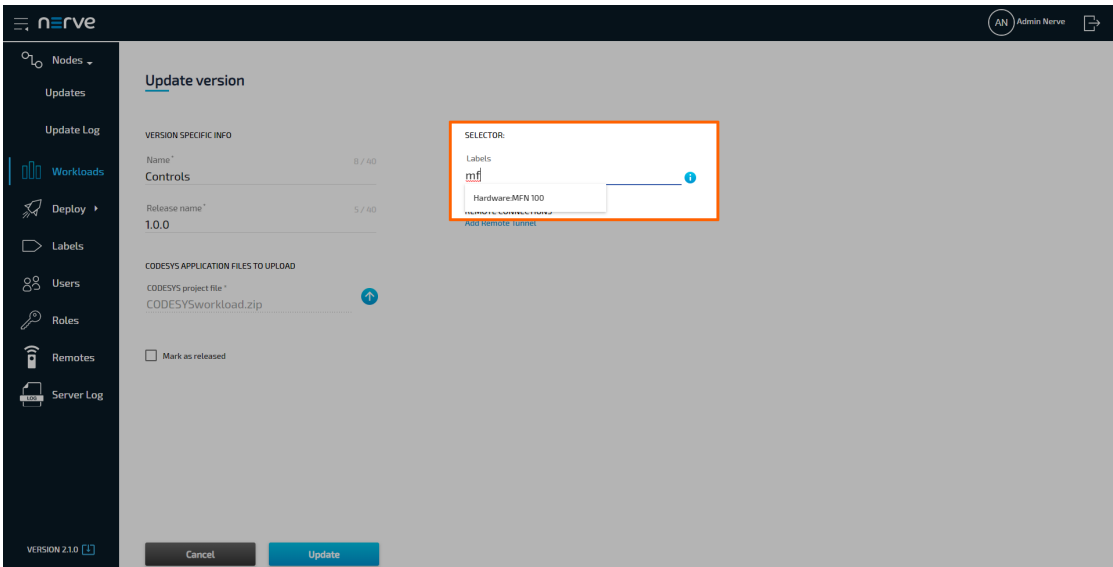 nerve
AN Admin Nerve
Nodes
Updates
Update Log
Workloads
Deploy
Labels
Users
Roles
Remotes
LOG Server Log
VERSION 2.1.0
Update version
VERSION SPECIFIC INFO
Name *
8 / 40
Controls
Release name *
5 / 40
1.0.0
CODESYS APPLICATION FILES TO UPLOAD
CODESYS project file *
CODESYSworkload.zip
Mark as released
SELECTOR:
Labels
mf
Hardware:MFN 100
REMOTE CONNECTIONS
Add Remote Tunnel
Cancel
Update